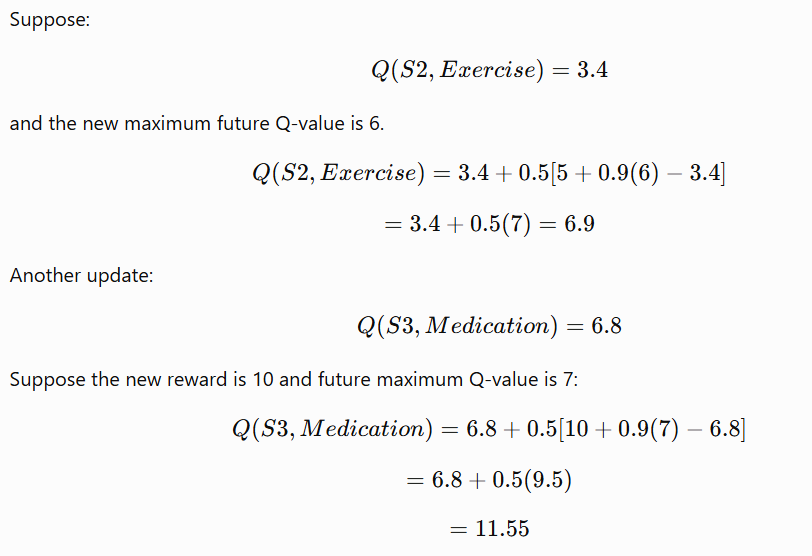 Suppose:
Q(S2, Exercise) = 3.4
and the new maximum future Q-value is 6.
Q(S2, Exercise) = 3.4 + 0.5[5 + 0.9(6) − 3.4]
= 3.4 + 0.5(7) = 6.9
Another update:
Q(S3, Medication) = 6.8
Suppose the new reward is 10 and future maximum Q-value is 7:
Q(S3, Medication) = 6.8 + 0.5[10 + 0.9(7) − 6.8]
= 6.8 + 0.5(9.5)
= 11.55